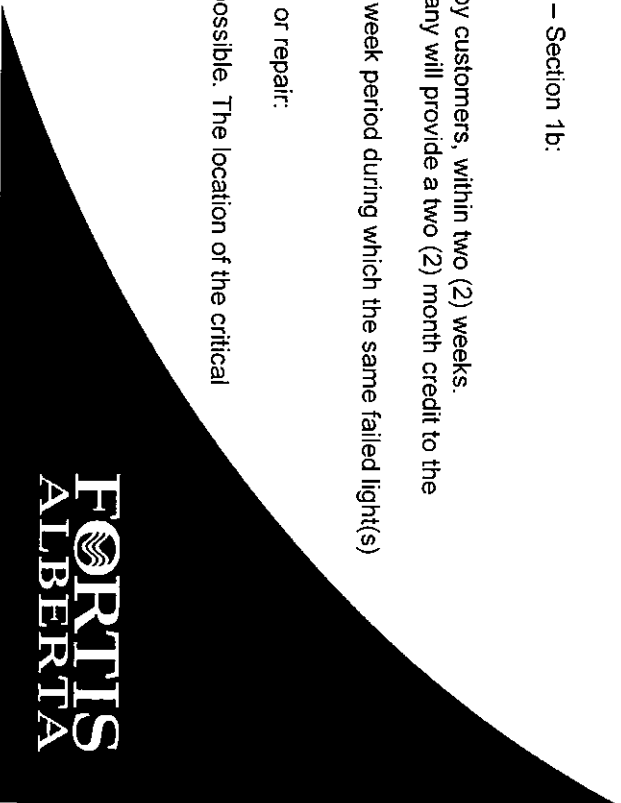 – Section 1b:
by customers, within two (2) weeks.
any will provide a two (2) month credit to the
week period during which the same failed light(s)
or repair:
possible. The location of the critical
FORTIS
ALBERTA